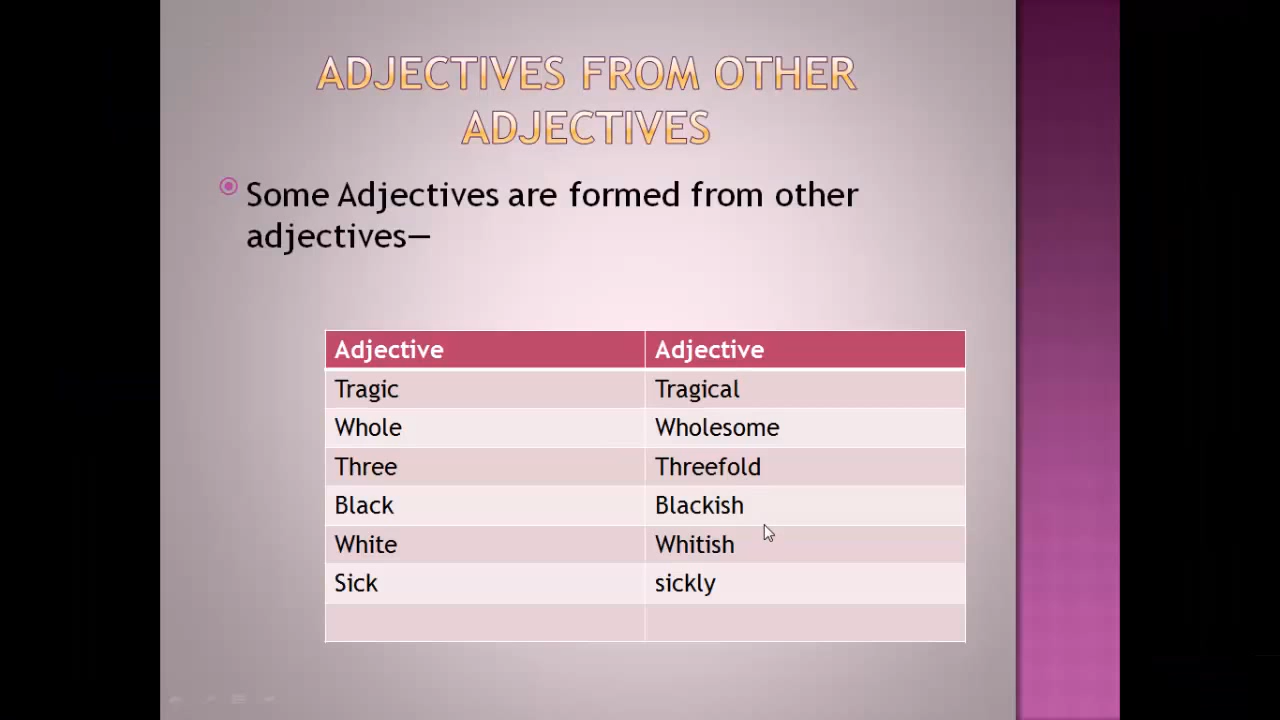 ADJECTIVES FROM OTHER
ADJECTIVES
Some Adjectives are formed from other
adjectives—
Adjective Adjective
Tragic Tragical
Whole Wholesome
Three Threefold
Black Blackish
White Whitish
Sick sickly